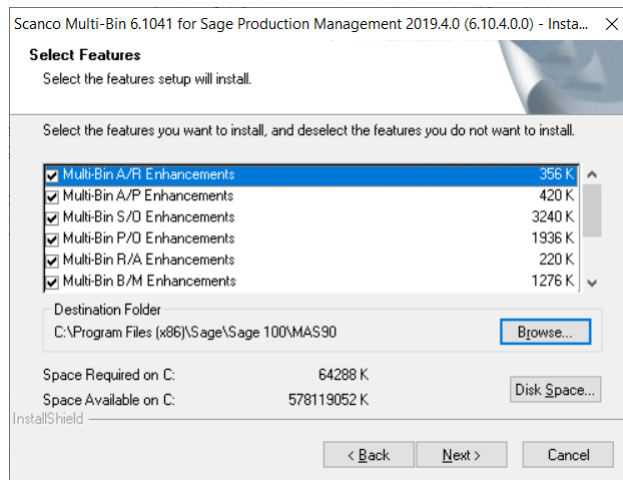 Scanco Multi-Bin 6.1041 for Sage Production Management 2019.4.0 (6.10.4.0.0) - Insta...
Select Features
Select the features setup will install.
Select the features you want to install, and deselect the features you do not want to install.
Multi-Bin A/R Enhancements 356 K
Multi-Bin A/P Enhancements 420 K
Multi-Bin S/O Enhancements 3240 K
Multi-Bin P/O Enhancements 1936 K
Multi-Bin R/A Enhancements 220 K
Multi-Bin B/M Enhancements 1276 K
Destination Folder
C:\Program Files (x86)\Sage\Sage 100\MAS90 Browse...
Space Required on C: 64288 K
Space Available on C: 578119052 K
Disk Space...
InstallShield
< Back Next > Cancel